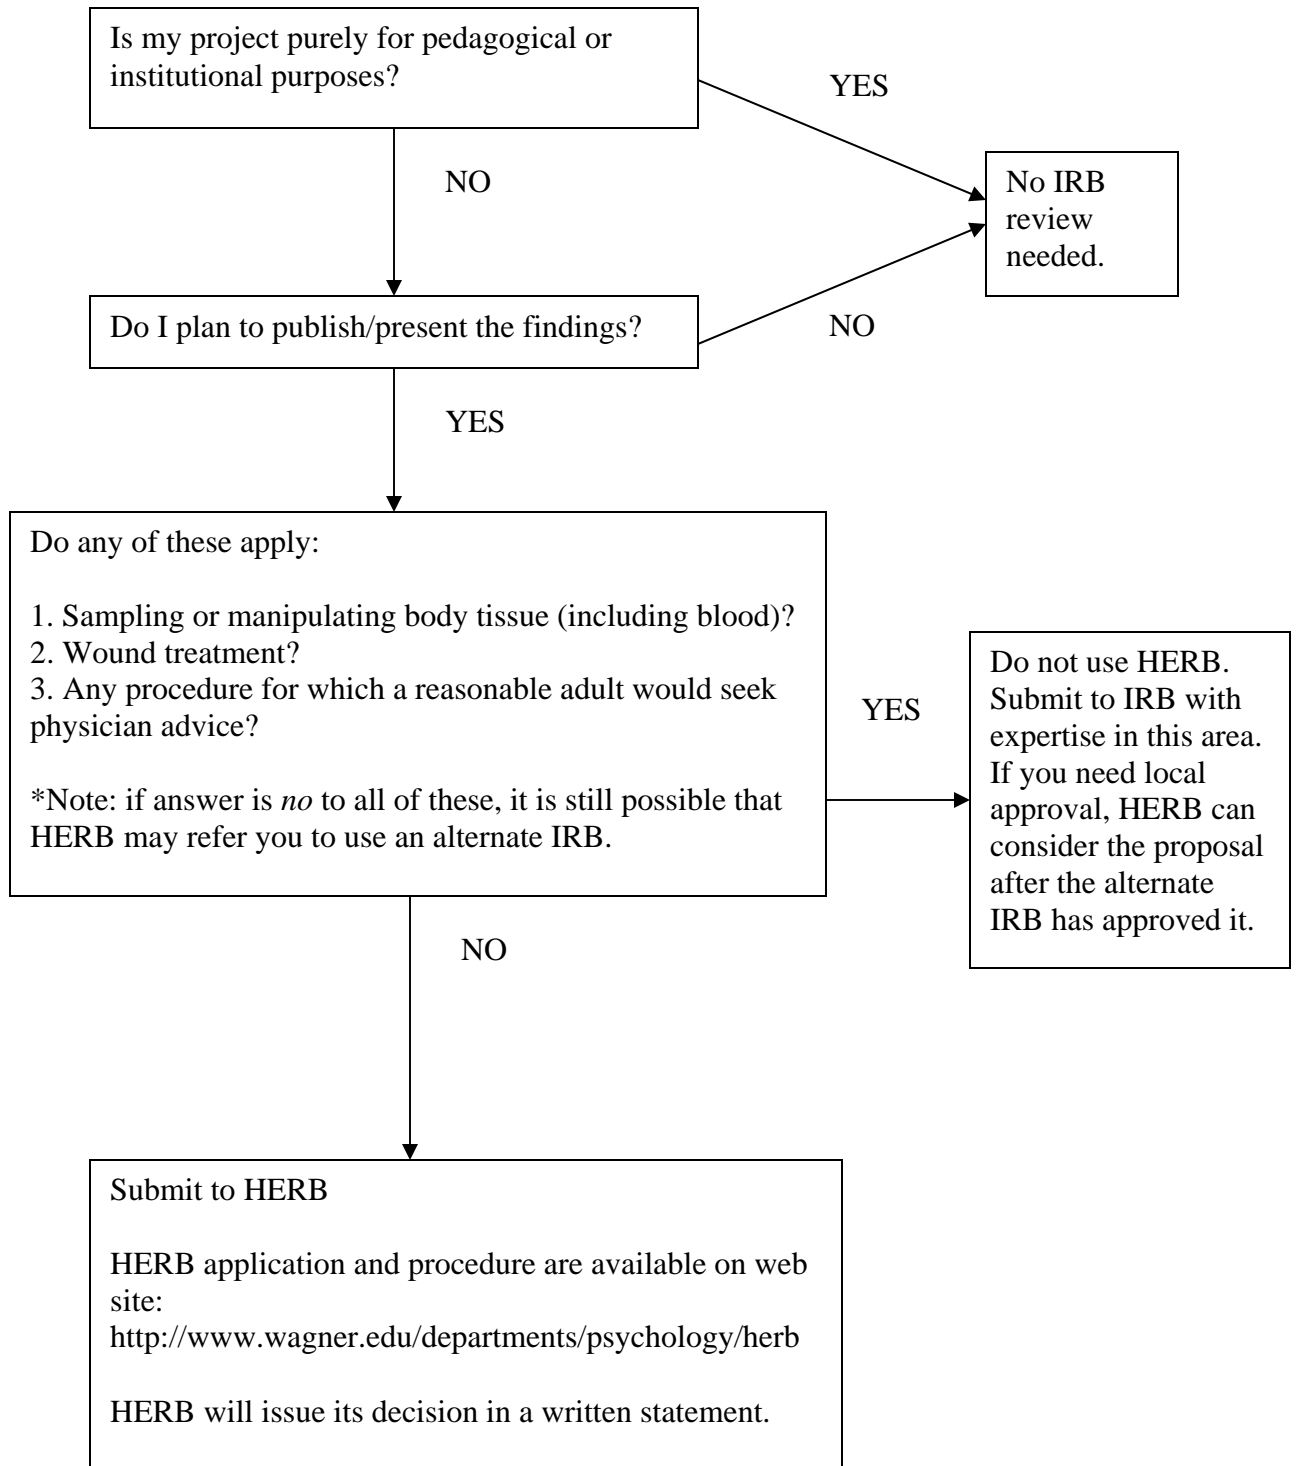 Is my project purely for pedagogical or
institutional purposes?
YES
NO
No IRB
review
needed.
Do I plan to publish/present the findings?
NO
YES
Do any of these apply:
1. Sampling or manipulating body tissue (including blood)?
2. Wound treatment?
3. Any procedure for which a reasonable adult would seek
physician advice?
*Note: if answer is no to all of these, it is still possible that
HERB may refer you to use an alternate IRB.
YES
Do not use HERB.
Submit to IRB with
expertise in this area.
If you need local
approval, HERB can
consider the proposal
after the alternate
IRB has approved it.
NO
Submit to HERB
HERB application and procedure are available on web
site:
http://www.wagner.edu/departments/psychology/herb
HERB will issue its decision in a written statement.